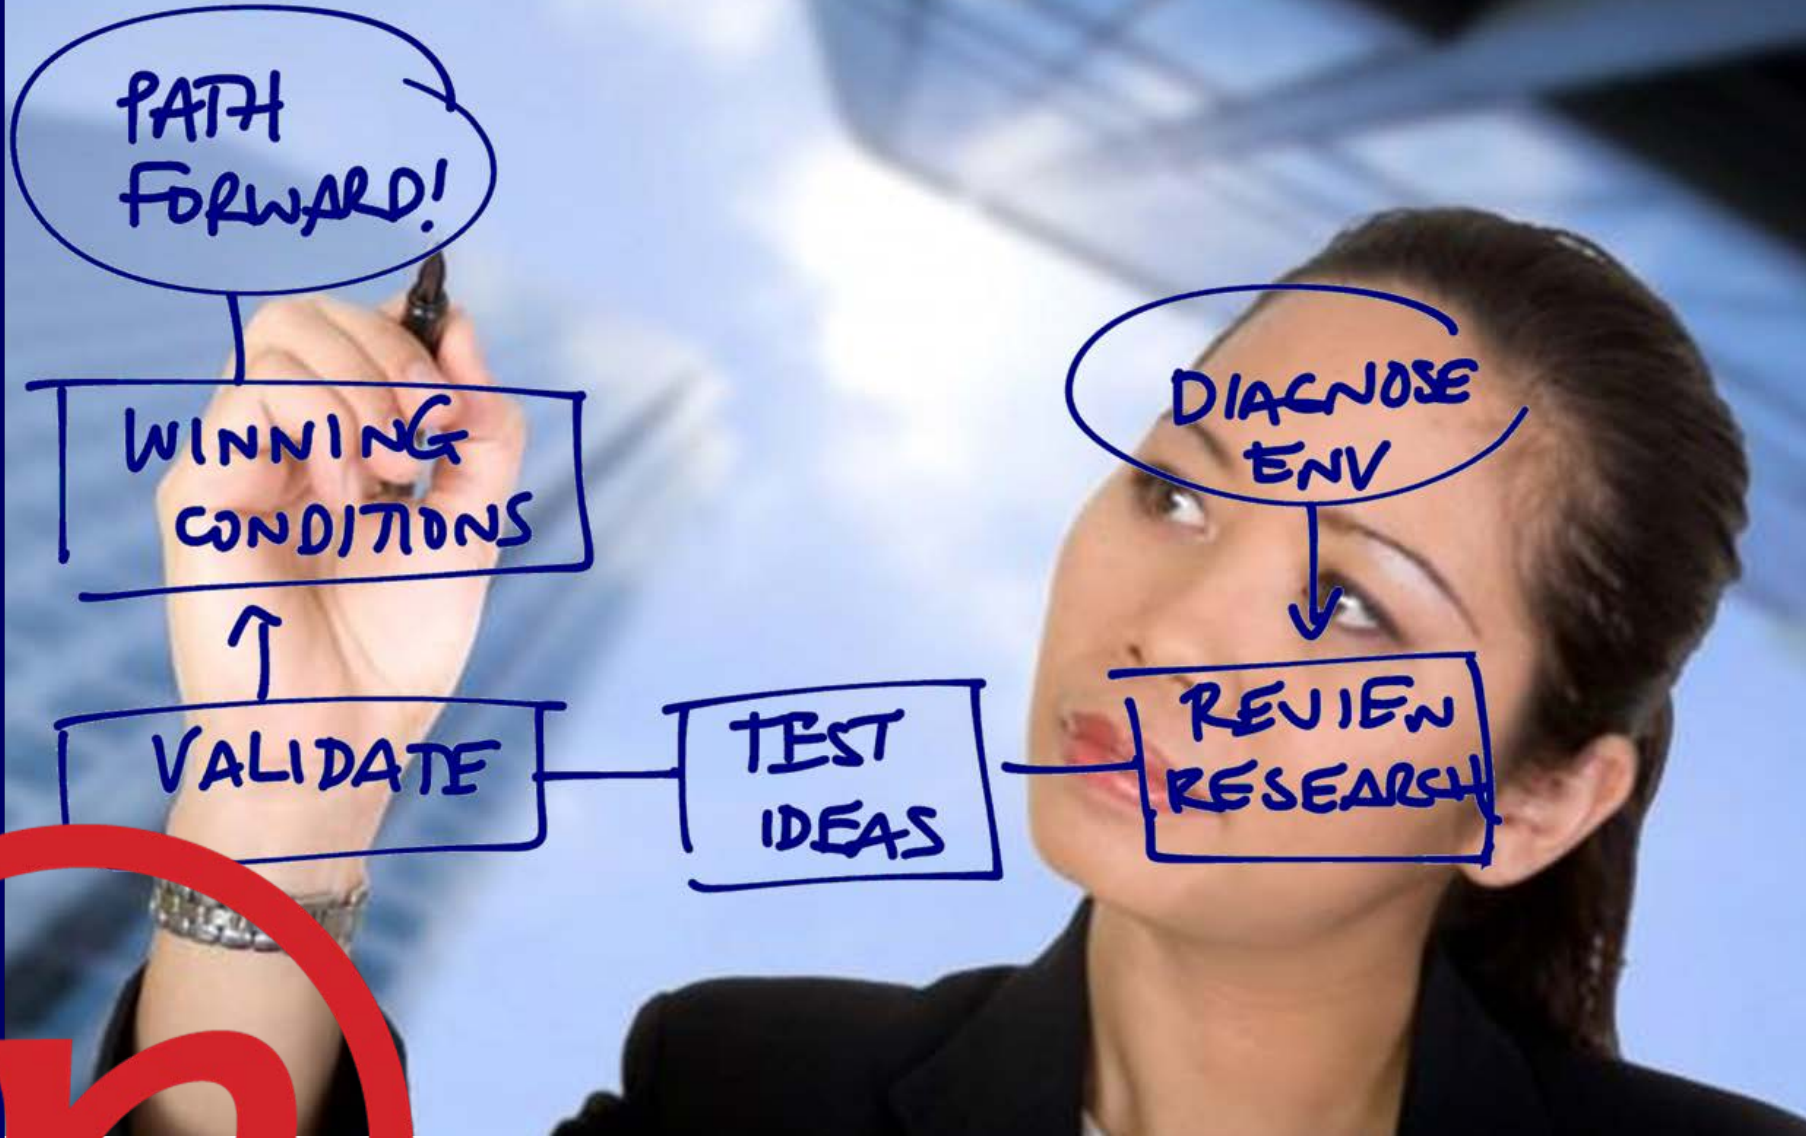 PATH
FORWARD!
WINNING
CONDITIONS
VALIDATE
TEST
IDEAS
DIAGNOSE
ENV
REVIEW
RESEARCH
n